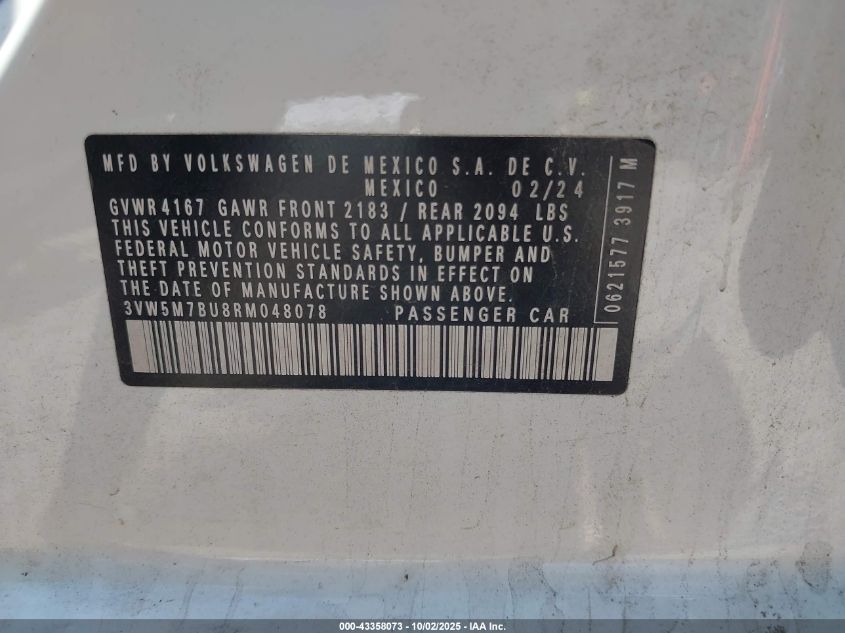 MFD BY VOLKSWAGEN DE MEXICO S.A. DE C.V.
MEXICO 02/24
GVWR 4167 GAWR FRONT 2183 / REAR 2094 LBS
THIS VEHICLE CONFORMS TO ALL APPLICABLE U.S.
FEDERAL MOTOR VEHICLE SAFETY, BUMPER AND
THEFT PREVENTION STANDARDS IN EFFECT ON
THE DATE OF MANUFACTURE SHOWN ABOVE.
3VW5M7BU8RM048078 PASSENGER CAR
0621577 3917 M
000-43358073 - 10/02/2025 - IAA Inc.